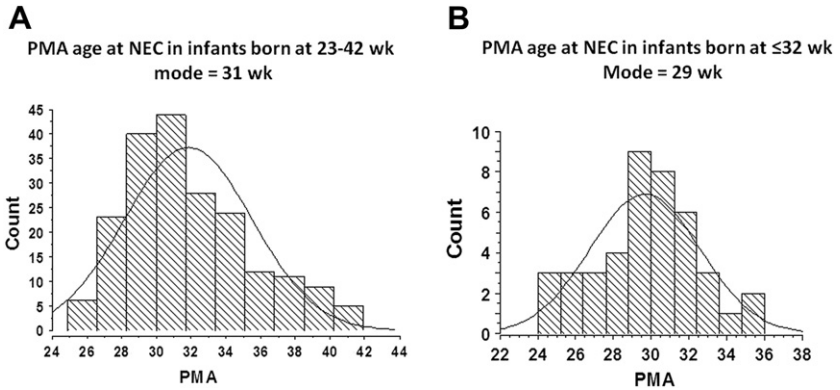 A
PMA age at NEC in infants born at 23-42 wk
mode = 31 wk
45
40
35
30
25
20
15
10
5
0
Count
24 26 28 30 32 34 36 38 40 42 44
PMA
B
PMA age at NEC in infants born at ≤32 wk
Mode = 29 wk
10
8
6
4
2
0
Count
22 24 26 28 30 32 34 36 38
PMA